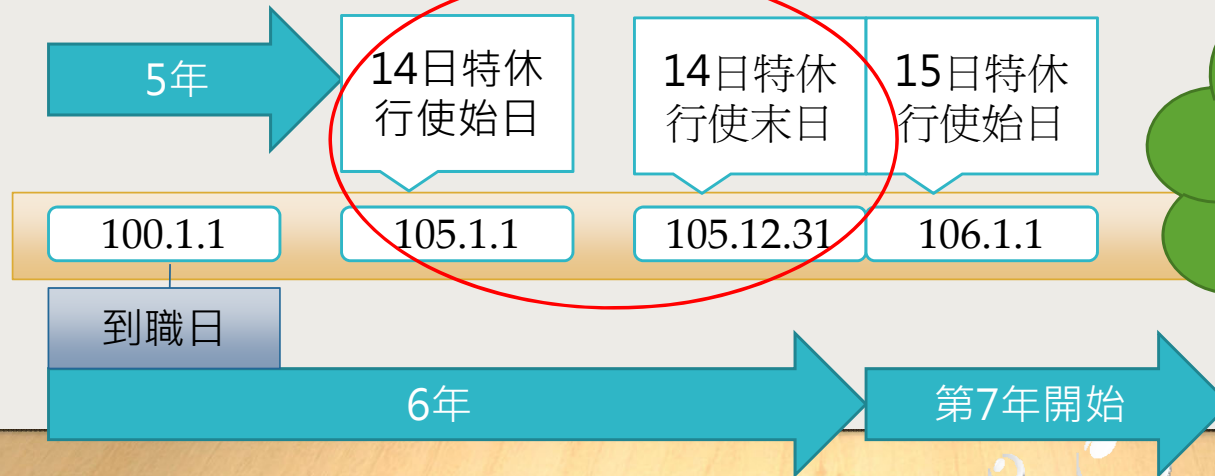 5年
14日特休
行使始日
14日特休
行使末日
15日特休
行使始日
100.1.1
105.1.1
105.12.31
106.1.1
到職日
6年
第7年開始